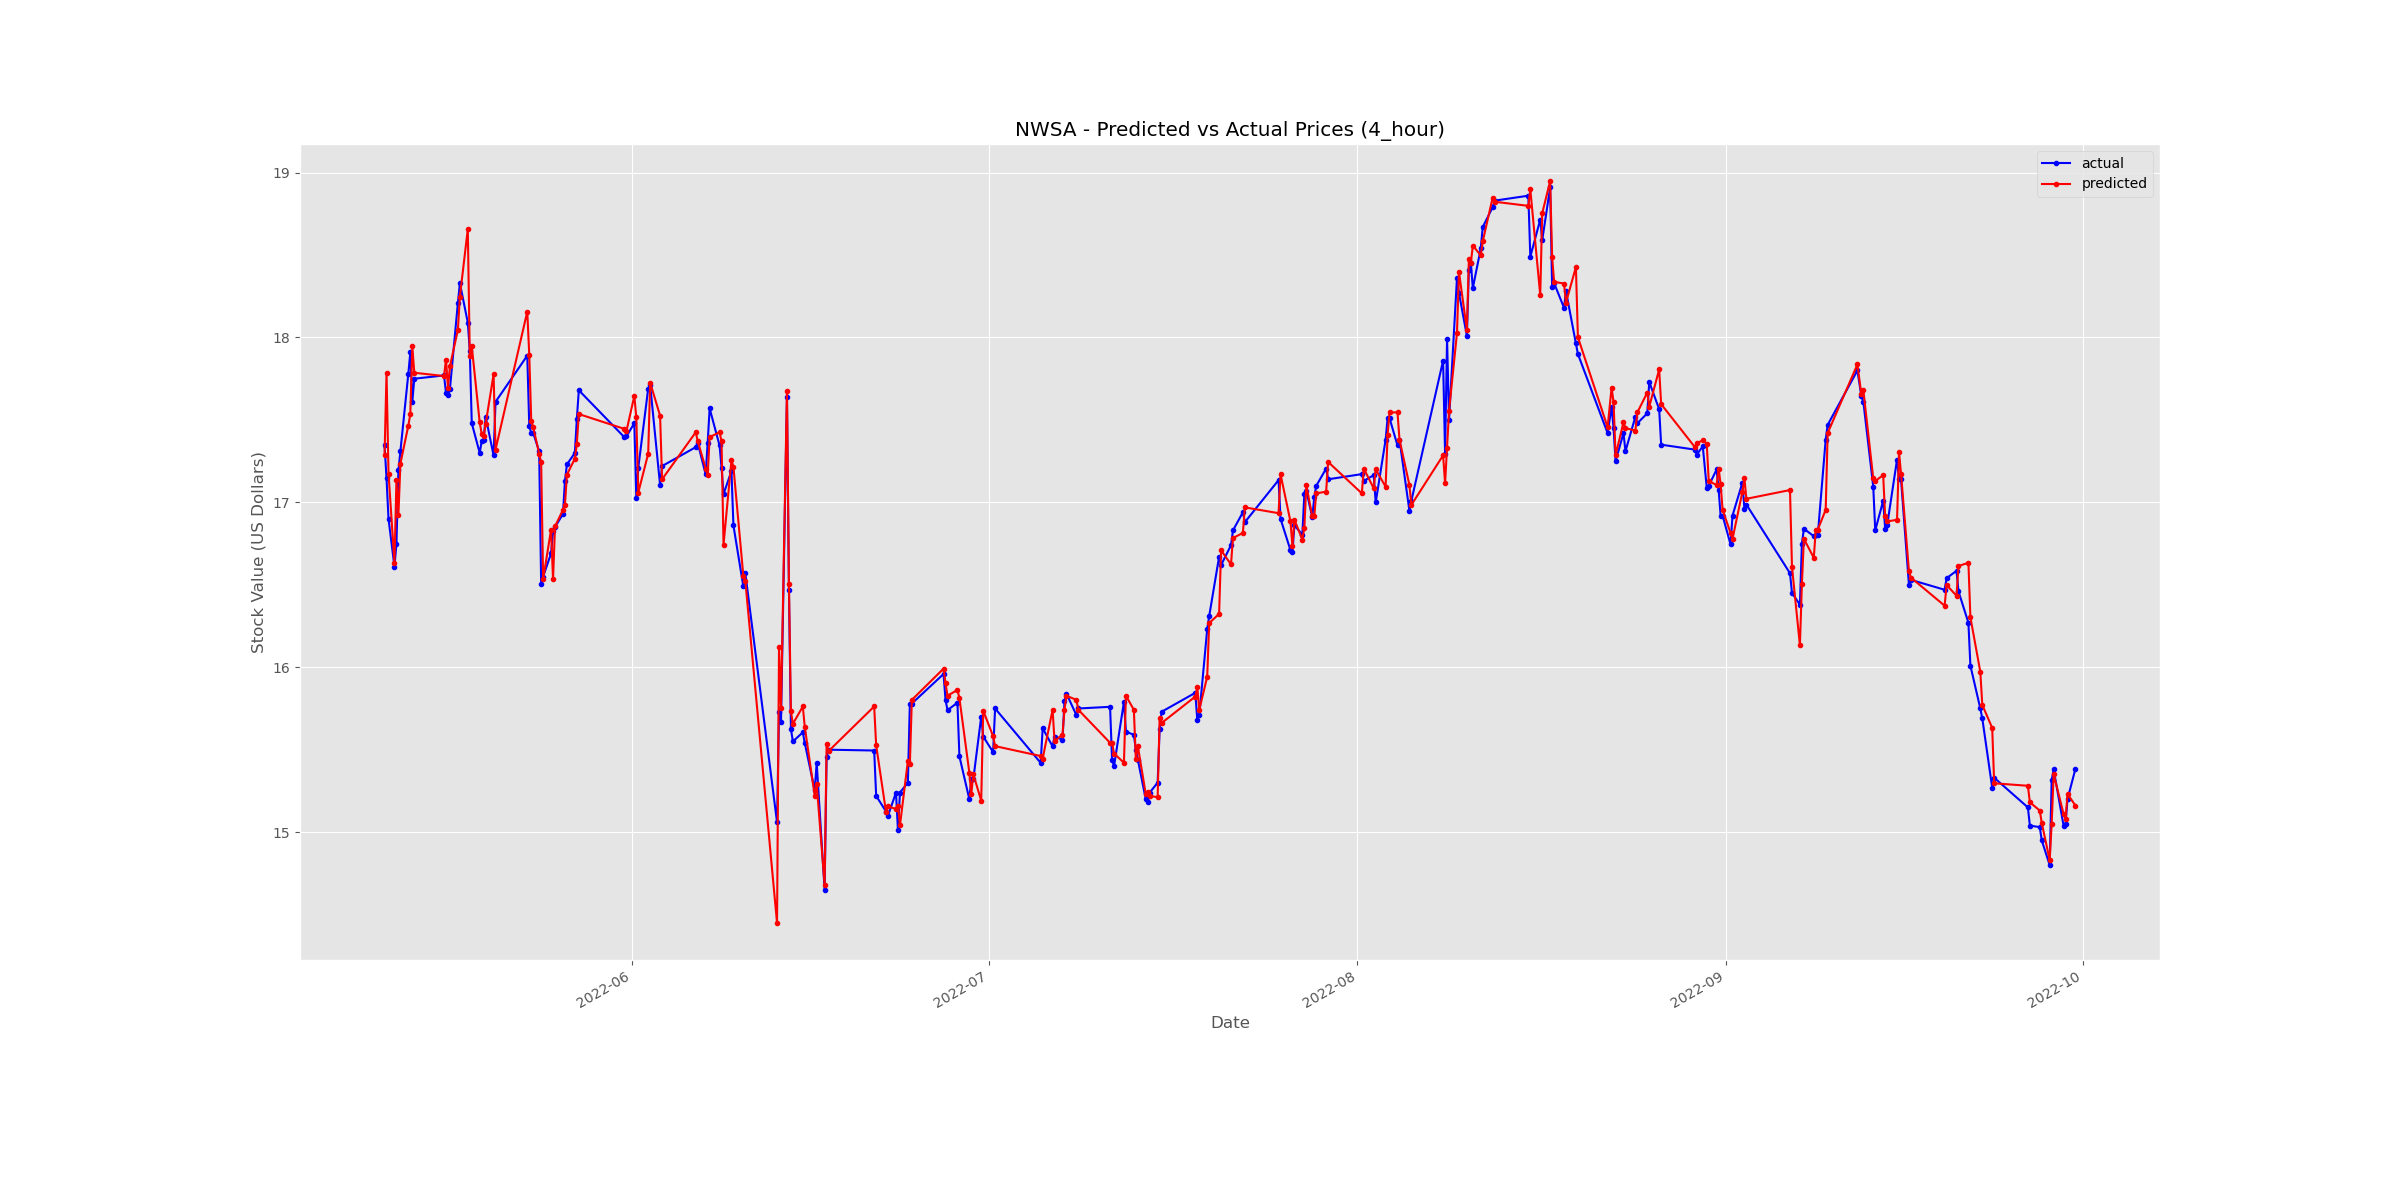 NWSA - Predicted vs Actual Prices (4_hour)
actual
predicted
Stock Value (US Dollars)
19
18
17
16
15
2022-06
2022-07
2022-08
2022-09
2022-10
Date